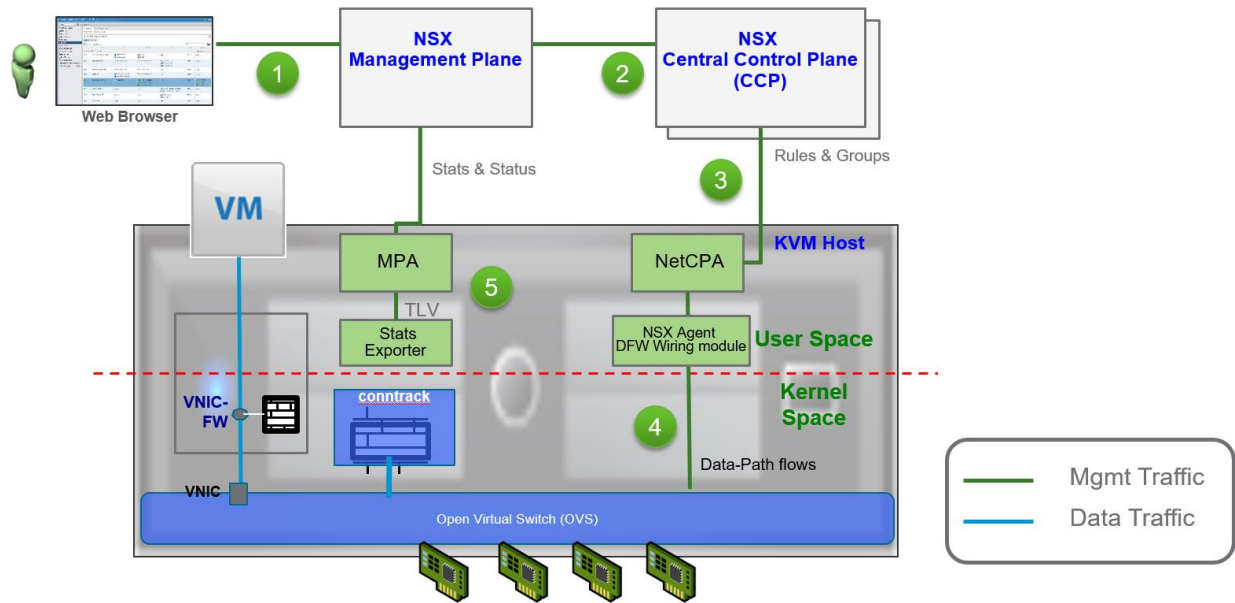 NSX
Management Plane
NSX
Central Control Plane
(CCP)
1
2
Web Browser
Stats & Status
Rules & Groups
3
VM
KVM Host
MPA
NetCPA
5
TLV
Stats
Exporter
NSX Agent
DFW Wiring module
User Space
conntrack
Kernel
Space
VNIC-
FW
4
Data-Path flows
VNIC
Open Virtual Switch (OVS)
Mgmt Traffic
Data Traffic